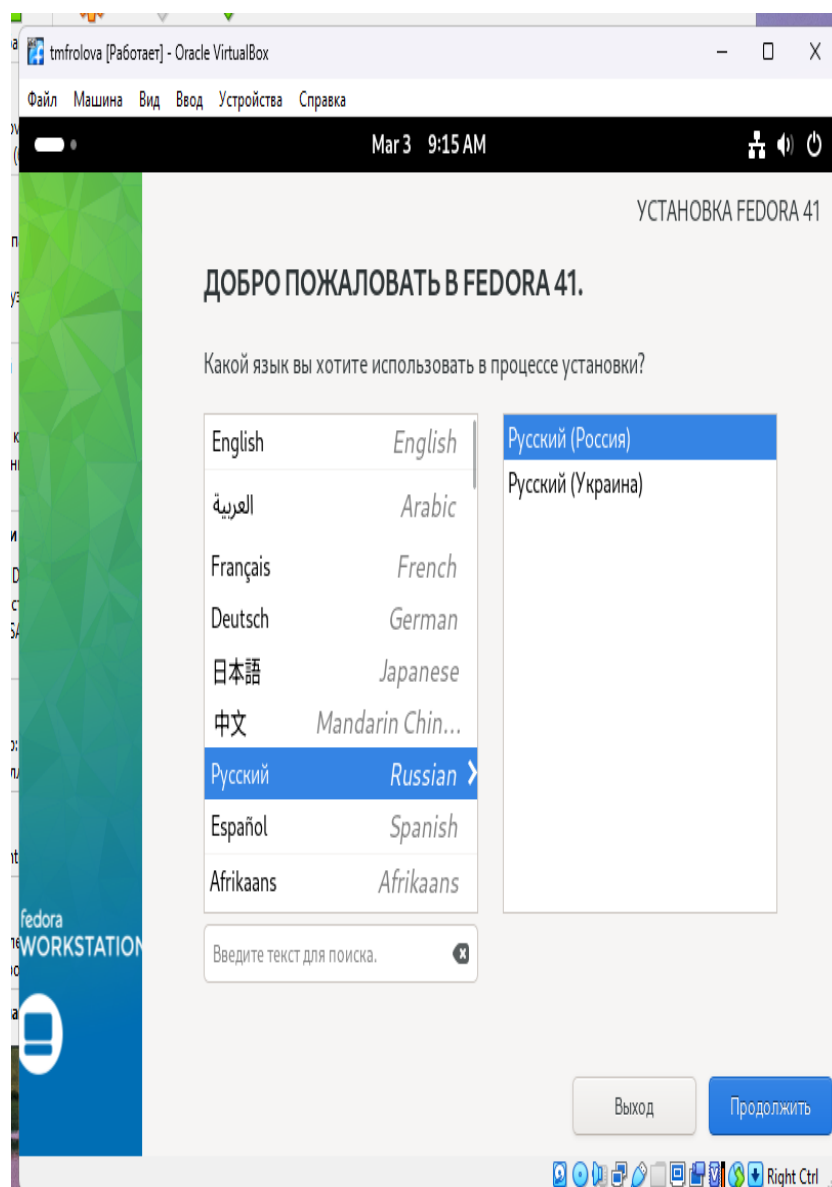 tmfrolova [Работает] - Oracle VirtualBox
Файл Машина Вид Ввод Устройства Справка
Mar 3 9:15 AM
УСТАНОВКА FEDORA 41
ДОБРО ПОЖАЛОВАТЬ В FEDORA 41.
Какой язык вы хотите использовать в процессе установки?
English English
العربية Arabic
Français French
Deutsch German
日本語 Japanese
中文 Mandarin Chin...
Русский Russian
Español Spanish
Afrikaans Afrikaans
Русский (Россия)
Русский (Украина)
Введите текст для поиска.
fedora
WORKSTATION
Выход Продолжить
Right Ctrl